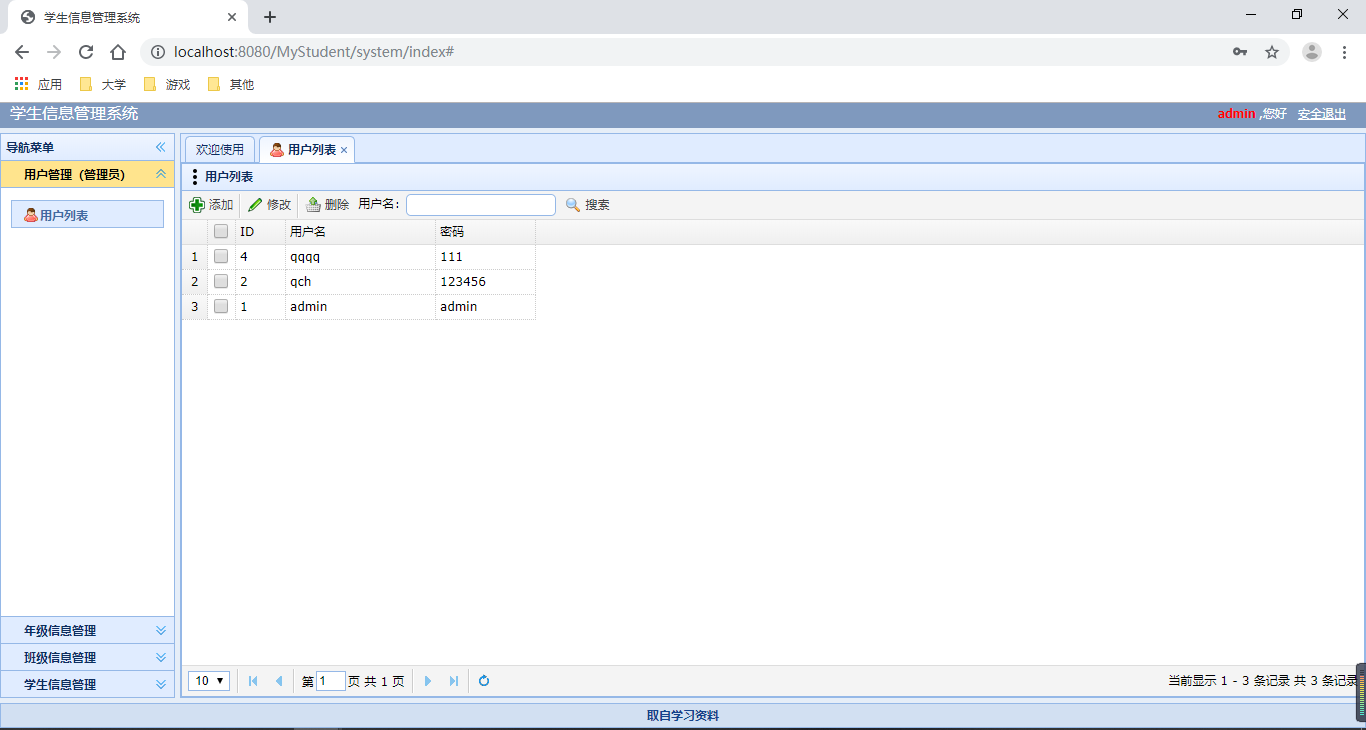 学生信息管理系统
localhost:8080/MyStudent/system/index#
应用 大学 游戏 其他
学生信息管理系统 admin ,您好 安全退出
导航菜单
用户管理（管理员）
用户列表
欢迎使用 用户列表
用户列表
添加 修改 删除 用户名: 搜索
ID 用户名 密码
1 4 qqqq 111
2 2 qch 123456
3 1 admin admin
年级信息管理
班级信息管理
学生信息管理
10 第 1 页 共 1 页 当前显示 1 - 3 条记录 共 3 条记录
取自学习资料